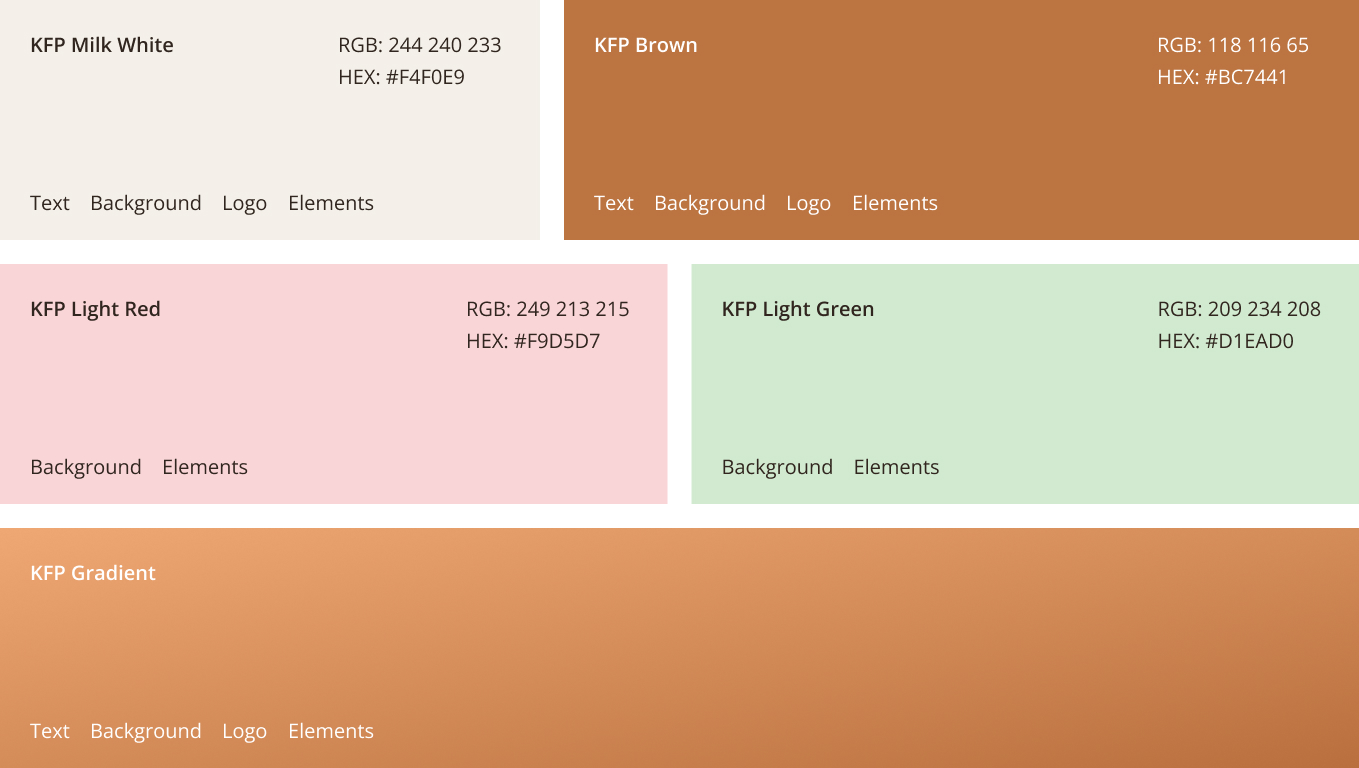 KFP Milk White
RGB: 244 240 233
HEX: #F4F0E9
Text Background Logo Elements
KFP Brown
RGB: 118 116 65
HEX: #BC7441
Text Background Logo Elements
KFP Light Red
RGB: 249 213 215
HEX: #F9D5D7
Background Elements
KFP Light Green
RGB: 209 234 208
HEX: #D1EAD0
Background Elements
KFP Gradient
Text Background Logo Elements